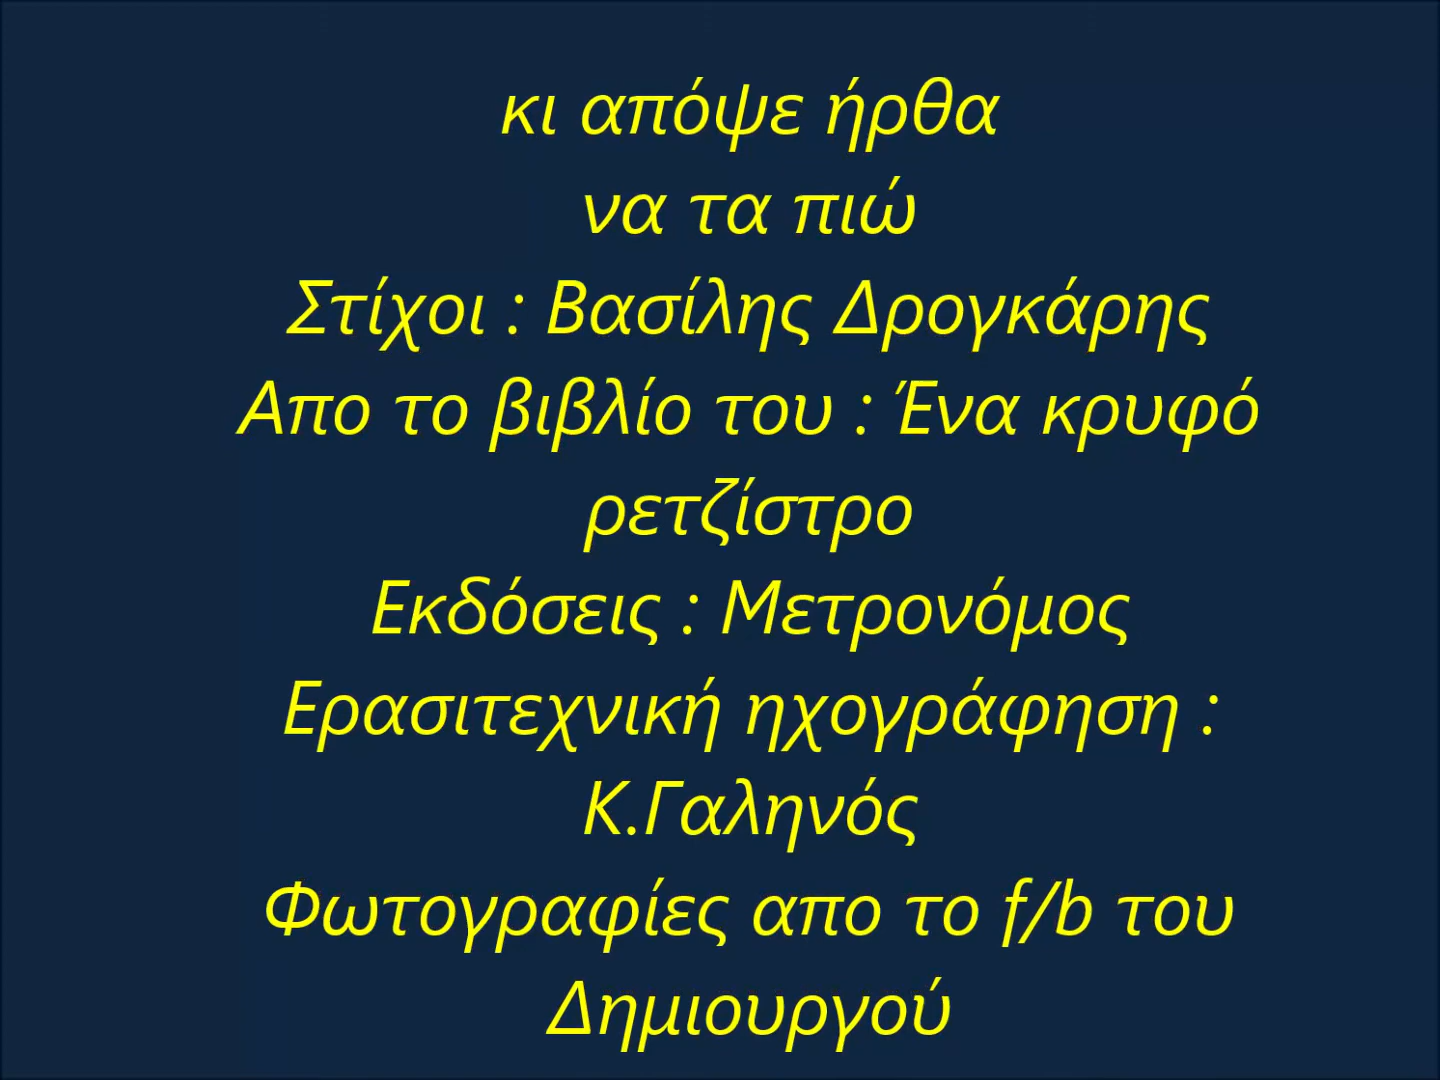 κι απόψε ήρθα
να τα πιώ
Στίχοι : Βασίλης Δρογκάρης
Απο το βιβλίο του : Ένα κρυφό
ρετζίστρο
Εκδόσεις : Μετρονόμος
Ερασιτεχνική ηχογράφηση :
Κ.Γαληνός
Φωτογραφίες απο το f/b του
Δημιουργού